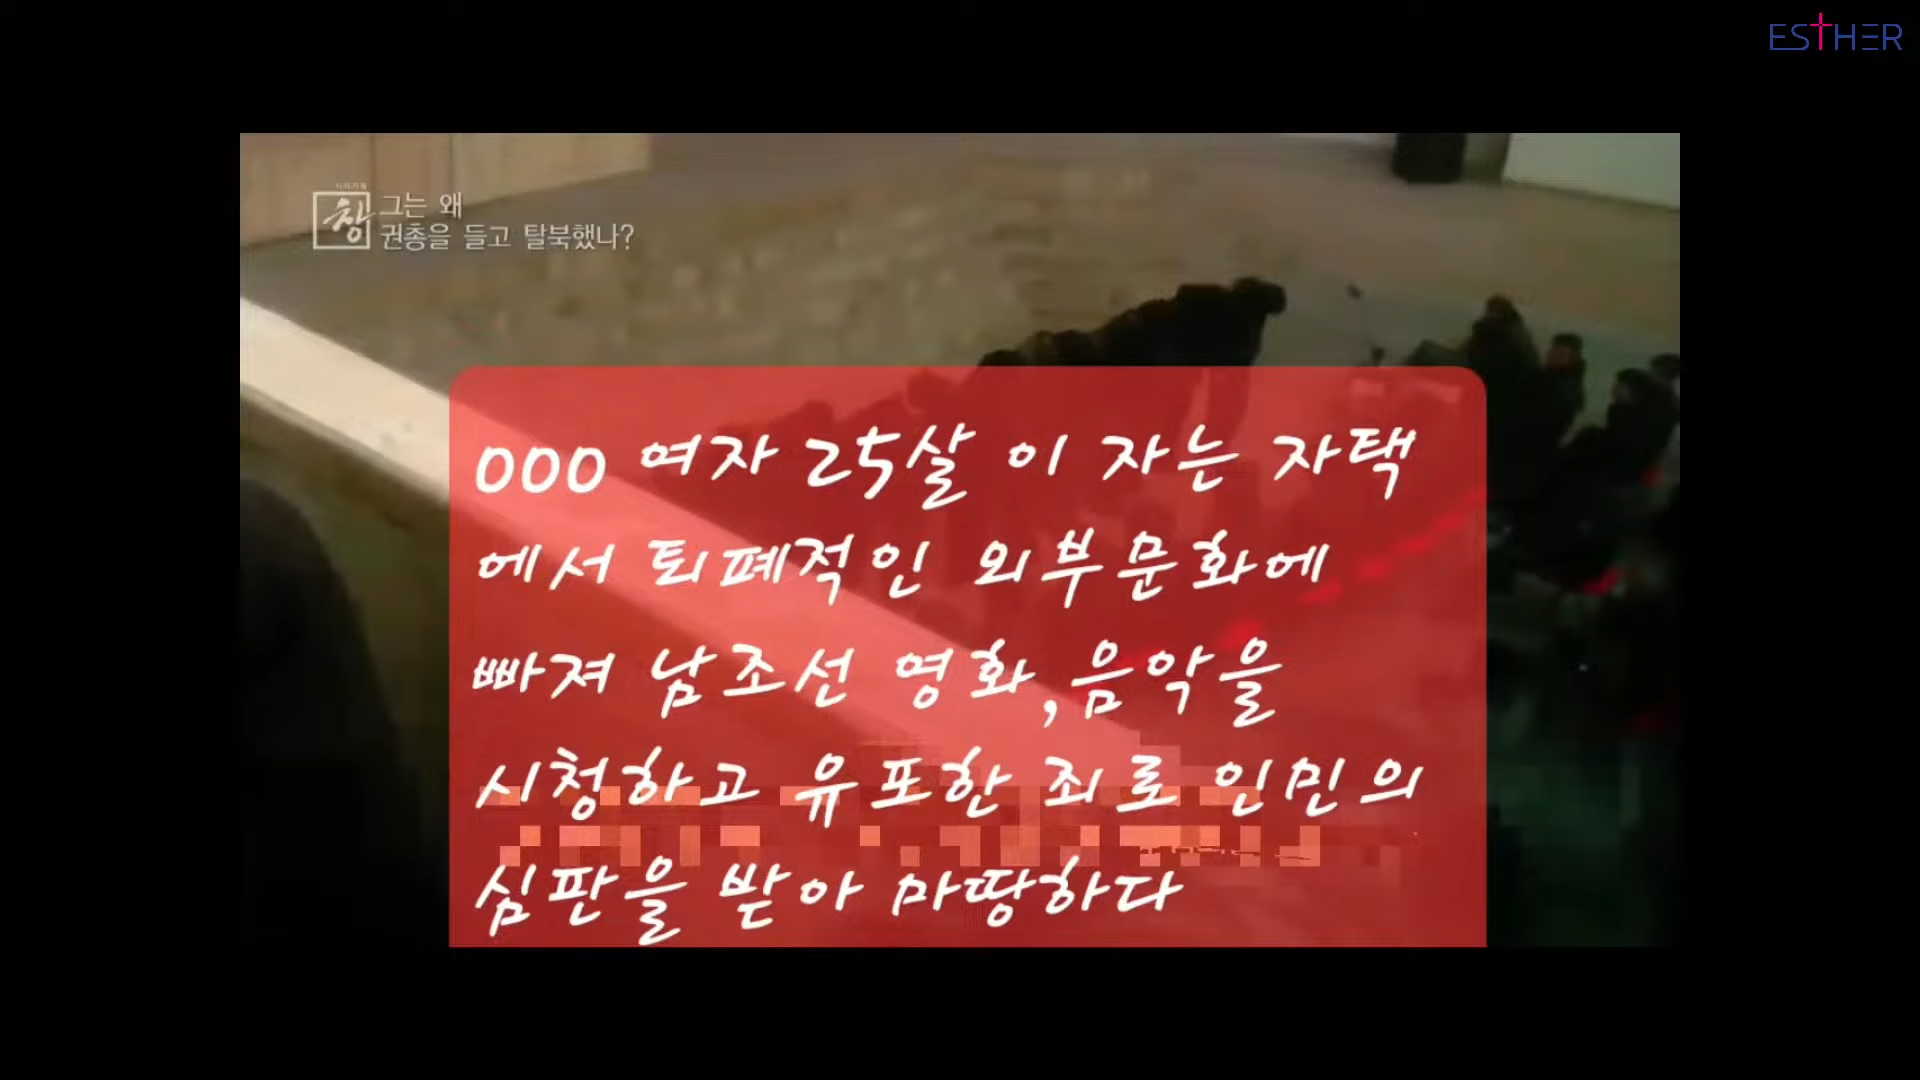 ESTHER
창 그는 왜
권총을 들고 탈북했나?
OOO 여자 25살 이 자는 자택
에서 퇴폐적인 외부문화에
빠져 남조선 영화,음악을
시청하고 유포한 죄로 인민의
심판을 받아 마땅하다